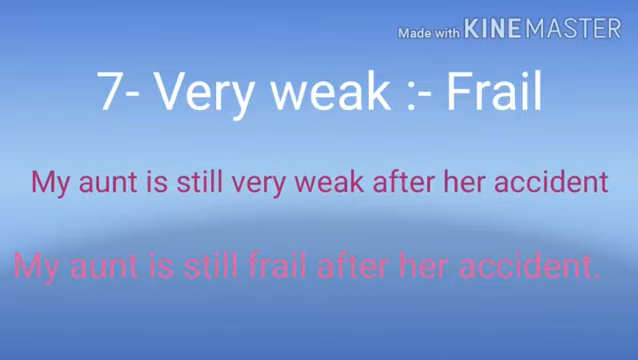 Made with KINEMASTER
7- Very weak :- Frail
My aunt is still very weak after her accident
My aunt is still frail after her accident.